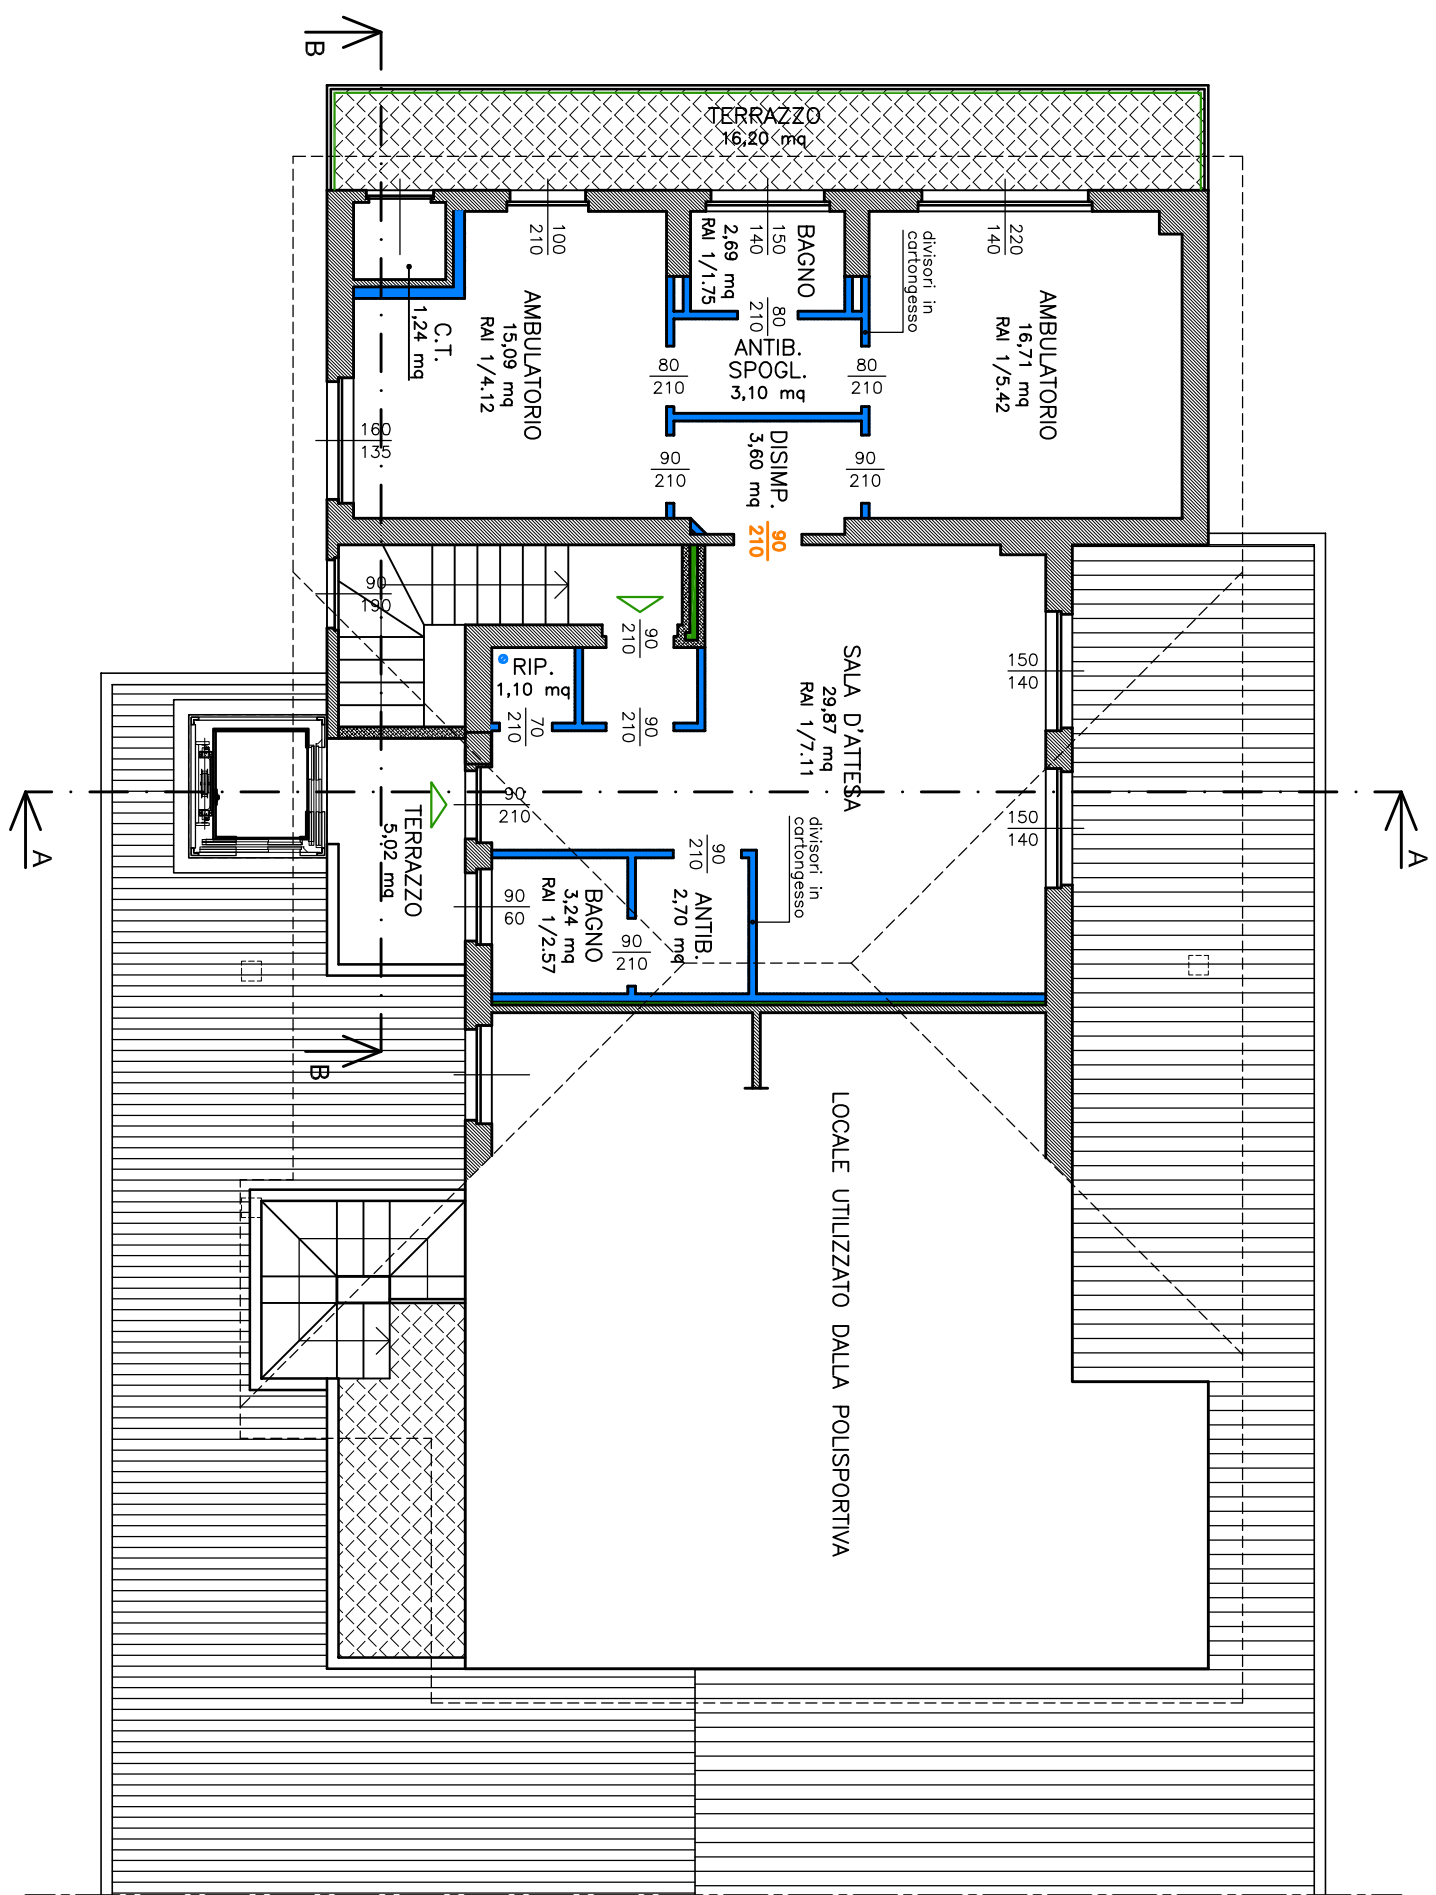 B
TERRAZZO
16,20 mq
100
210
150
140
220
140
BAGNO
2,69 mq
RAI 1/1.75
divisori in
cartongesso
80
210
AMBULATORIO
15,09 mq
RAI 1/4.12
C.T.
1,24 mq
ANTIB.
SPOGL.
3,10 mq
80
210
80
210
AMBULATORIO
16,71 mq
RAI 1/5.42
160
135
DISIMP.
3,60 mq
90
210
90
210
90
210
90
190
90
210
RIP.
1,10 mq
70
210
90
210
SALA D'ATTESA
29,87 mq
RAI 1/7.11
150
140
90
210
150
140
A
A
TERRAZZO
5,02 mq
90
210
divisori in
cartongesso
90
60
BAGNO
3,24 mq
RAI 1/2.57
90
210
ANTIB.
2,70 mq
B
LOCALE UTILIZZATO DALLA POLISPORTIVA